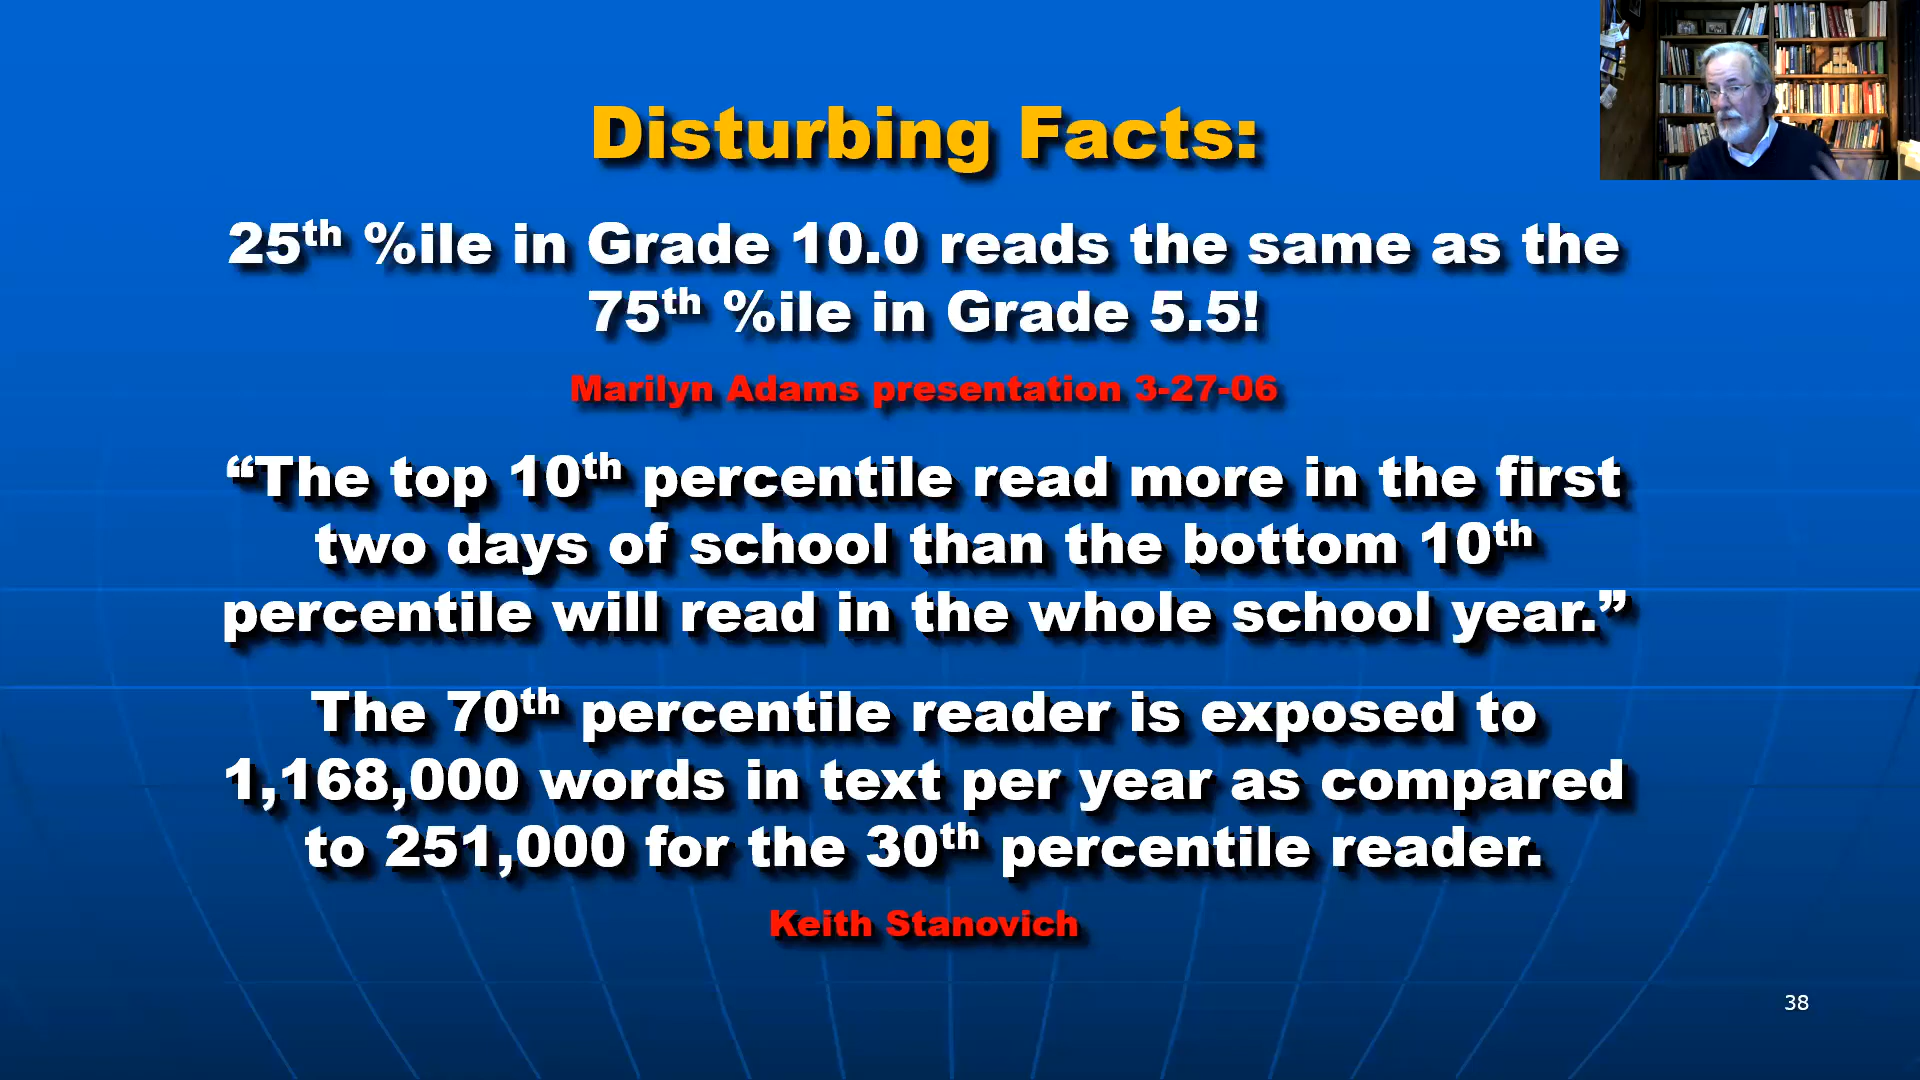 Disturbing Facts:
25th %ile in Grade 10.0 reads the same as the
75th %ile in Grade 5.5!
Marilyn Adams presentation 3-27-06
“The top 10th percentile read more in the first
two days of school than the bottom 10th
percentile will read in the whole school year.”
The 70th percentile reader is exposed to
1,168,000 words in text per year as compared
to 251,000 for the 30th percentile reader.
Keith Stanovich
38